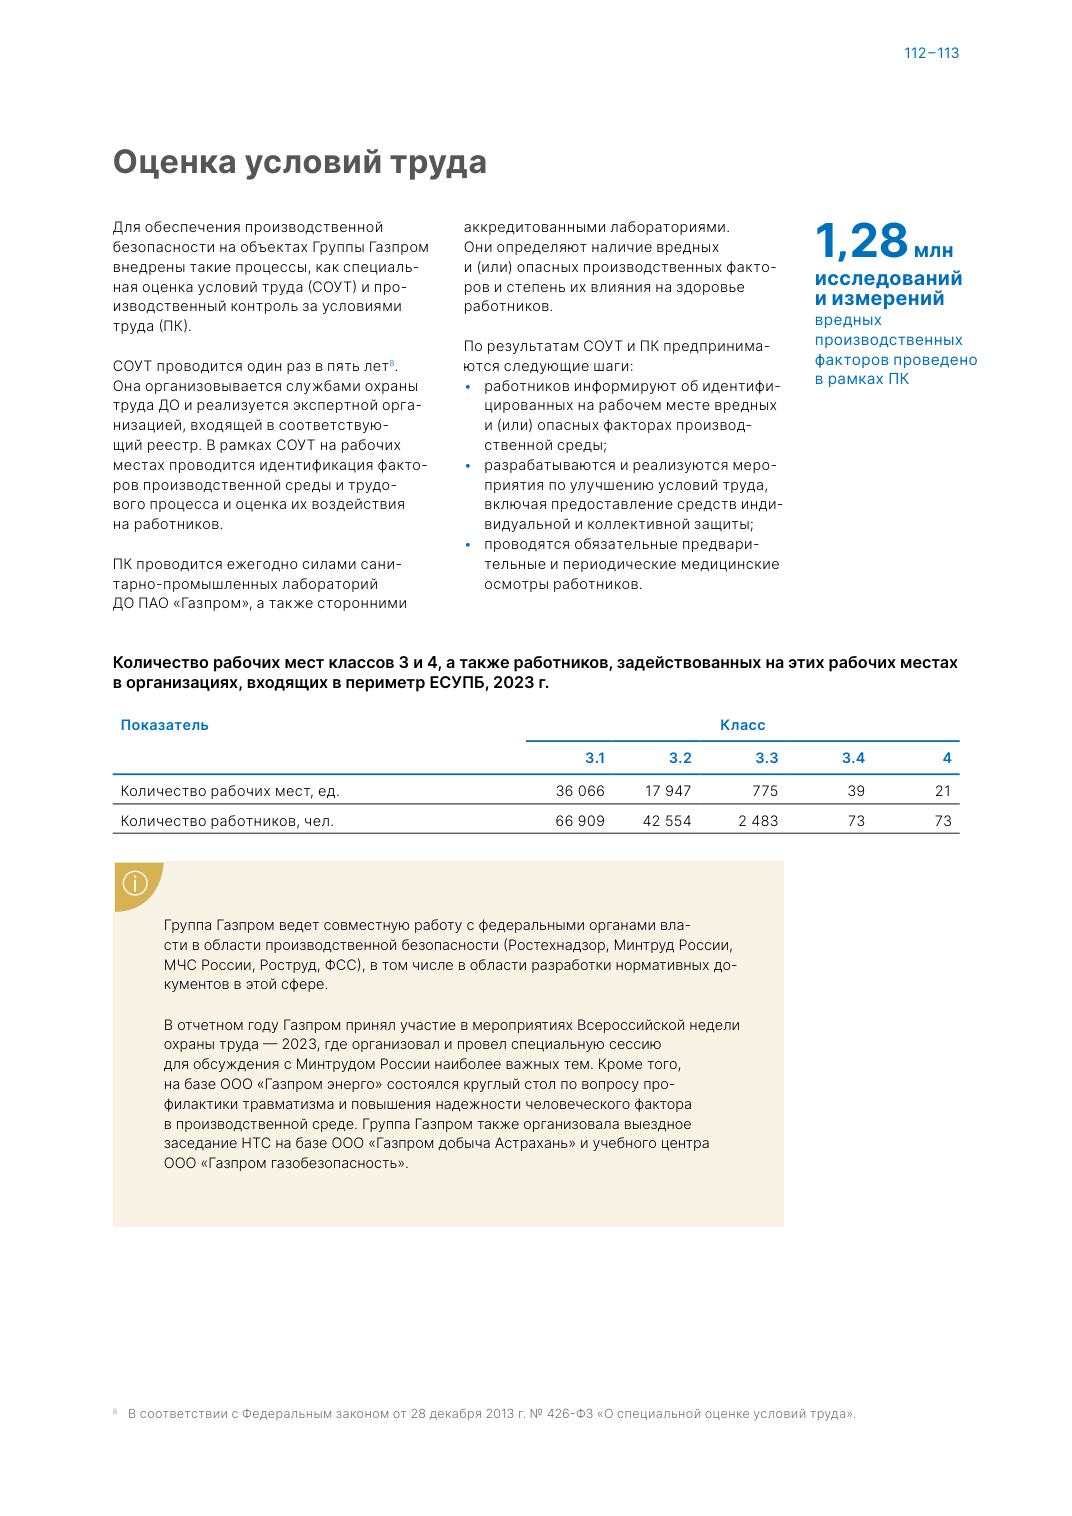 112–113
Оценка условий труда
Для обеспечения производственной
безопасности на объектах Группы Газпром
внедрены такие процессы, как специаль-
ная оценка условий труда (СОУТ) и про-
изводственный контроль за условиями
труда (ПК).
СОУТ проводится один раз в пять лет⁸.
Она организовывается службами охраны
труда ДО и реализуется экспертной орга-
низацией, входящей в соответствую-
щий реестр. В рамках СОУТ на рабочих
местах проводится идентификация факто-
ров производственной среды и трудо-
вого процесса и оценка их воздействия
на работников.
ПК проводится ежегодно силами сани-
тарно-промышленных лабораторий
ДО ПАО «Газпром», а также сторонними
аккредитованными лабораториями.
Они определяют наличие вредных
и (или) опасных производственных факто-
ров и степень их влияния на здоровье
работников.
По результатам СОУТ и ПК предпринима-
ются следующие шаги:
• работников информируют об идентифи-
цированных на рабочем месте вредных
и (или) опасных факторах производ-
ственной среды;
• разрабатываются и реализуются меро-
приятия по улучшению условий труда,
включая предоставление средств инди-
видуальной и коллективной защиты;
• проводятся обязательные предвари-
тельные и периодические медицинские
осмотры работников.
1,28 млн
исследований
и измерений
вредных
производственных
факторов проведено
в рамках ПК
Количество рабочих мест классов 3 и 4, а также работников, задействованных на этих рабочих местах
в организациях, входящих в периметр ЕСУПБ, 2023 г.
Показатель Класс
3.1 3.2 3.3 3.4 4
Количество рабочих мест, ед. 36 066 17 947 775 39 21
Количество работников, чел. 66 909 42 554 2 483 73 73
Группа Газпром ведет совместную работу с федеральными органами вла-
сти в области производственной безопасности (Ростехнадзор, Минтруд России,
МЧС России, Роструд, ФСС), в том числе в области разработки нормативных до-
кументов в этой сфере.
В отчетном году Газпром принял участие в мероприятиях Всероссийской недели
охраны труда — 2023, где организовал и провел специальную сессию
для обсуждения с Минтрудом России наиболее важных тем. Кроме того,
на базе ООО «Газпром энерго» состоялся круглый стол по вопросу про-
филактики травматизма и повышения надежности человеческого фактора
в производственной среде. Группа Газпром также организовала выездное
заседание НТС на базе ООО «Газпром добыча Астрахань» и учебного центра
ООО «Газпром газобезопасность».
⁸ В соответствии с Федеральным законом от 28 декабря 2013 г. № 426-ФЗ «О специальной оценке условий труда».